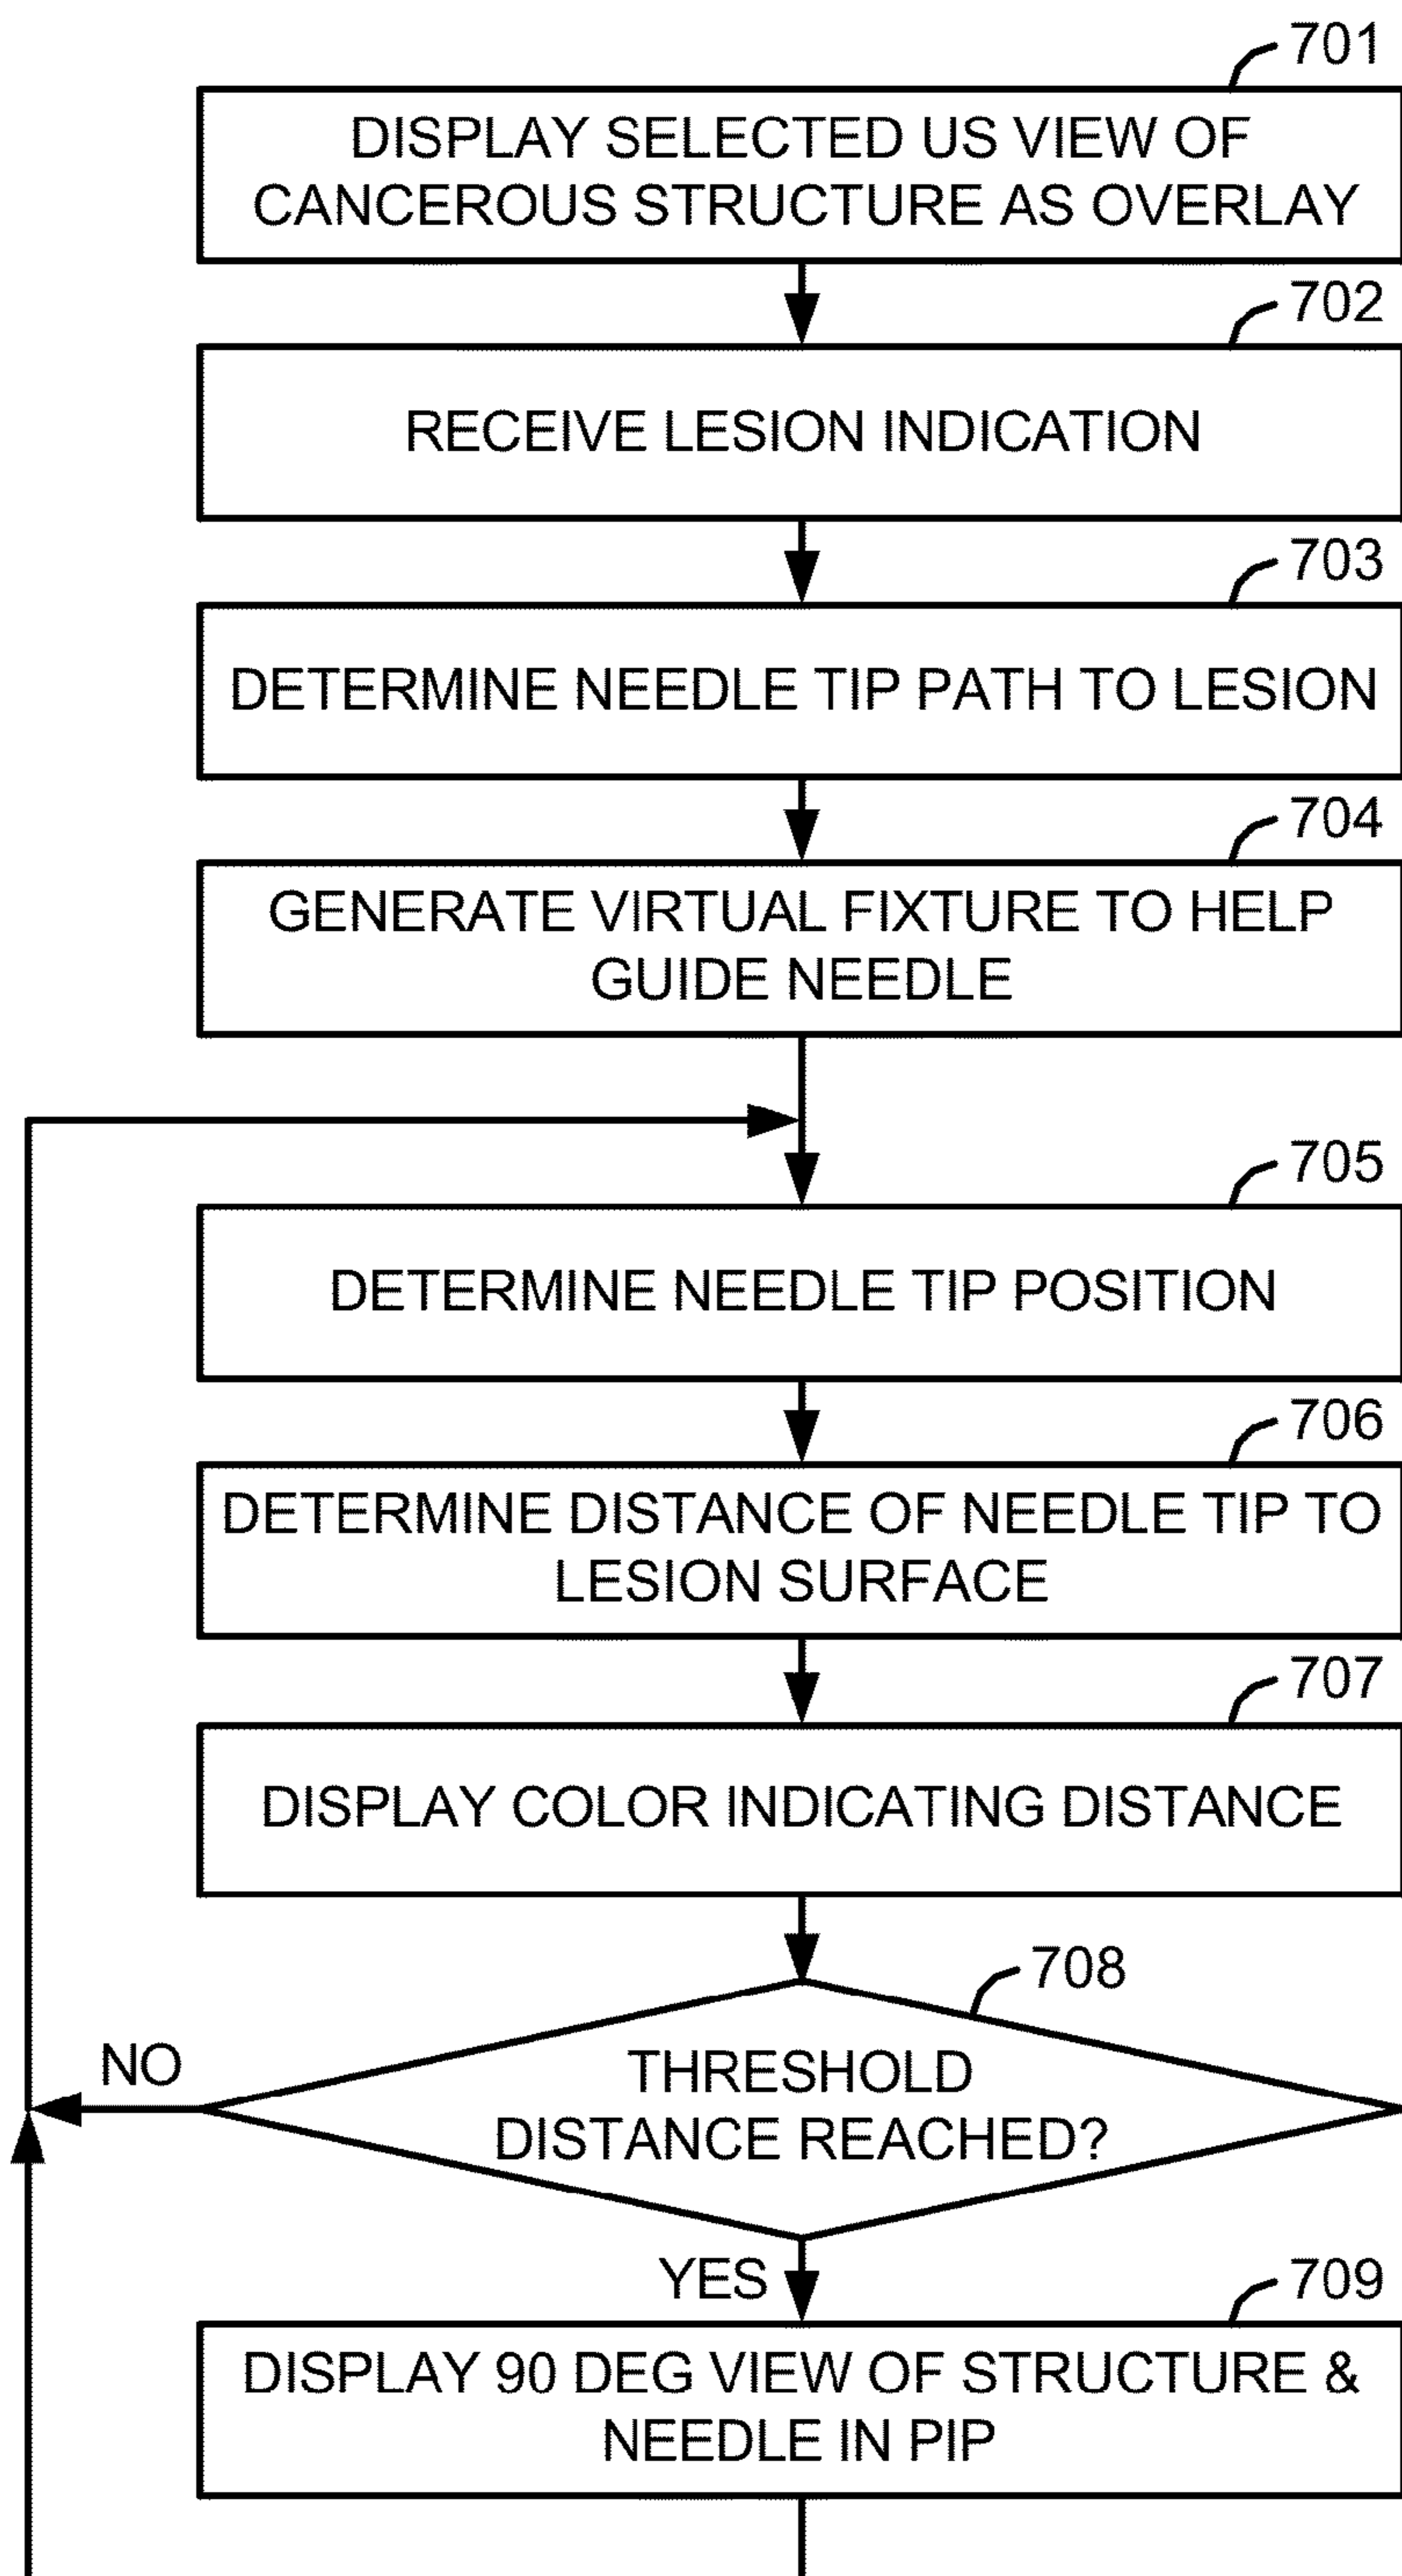 701
DISPLAY SELECTED US VIEW OF
CANCEROUS STRUCTURE AS OVERLAY
702
RECEIVE LESION INDICATION
703
DETERMINE NEEDLE TIP PATH TO LESION
704
GENERATE VIRTUAL FIXTURE TO HELP
GUIDE NEEDLE
705
DETERMINE NEEDLE TIP POSITION
706
DETERMINE DISTANCE OF NEEDLE TIP TO
LESION SURFACE
707
DISPLAY COLOR INDICATING DISTANCE
708
NO
THRESHOLD
DISTANCE REACHED?
YES
709
DISPLAY 90 DEG VIEW OF STRUCTURE &
NEEDLE IN PIP